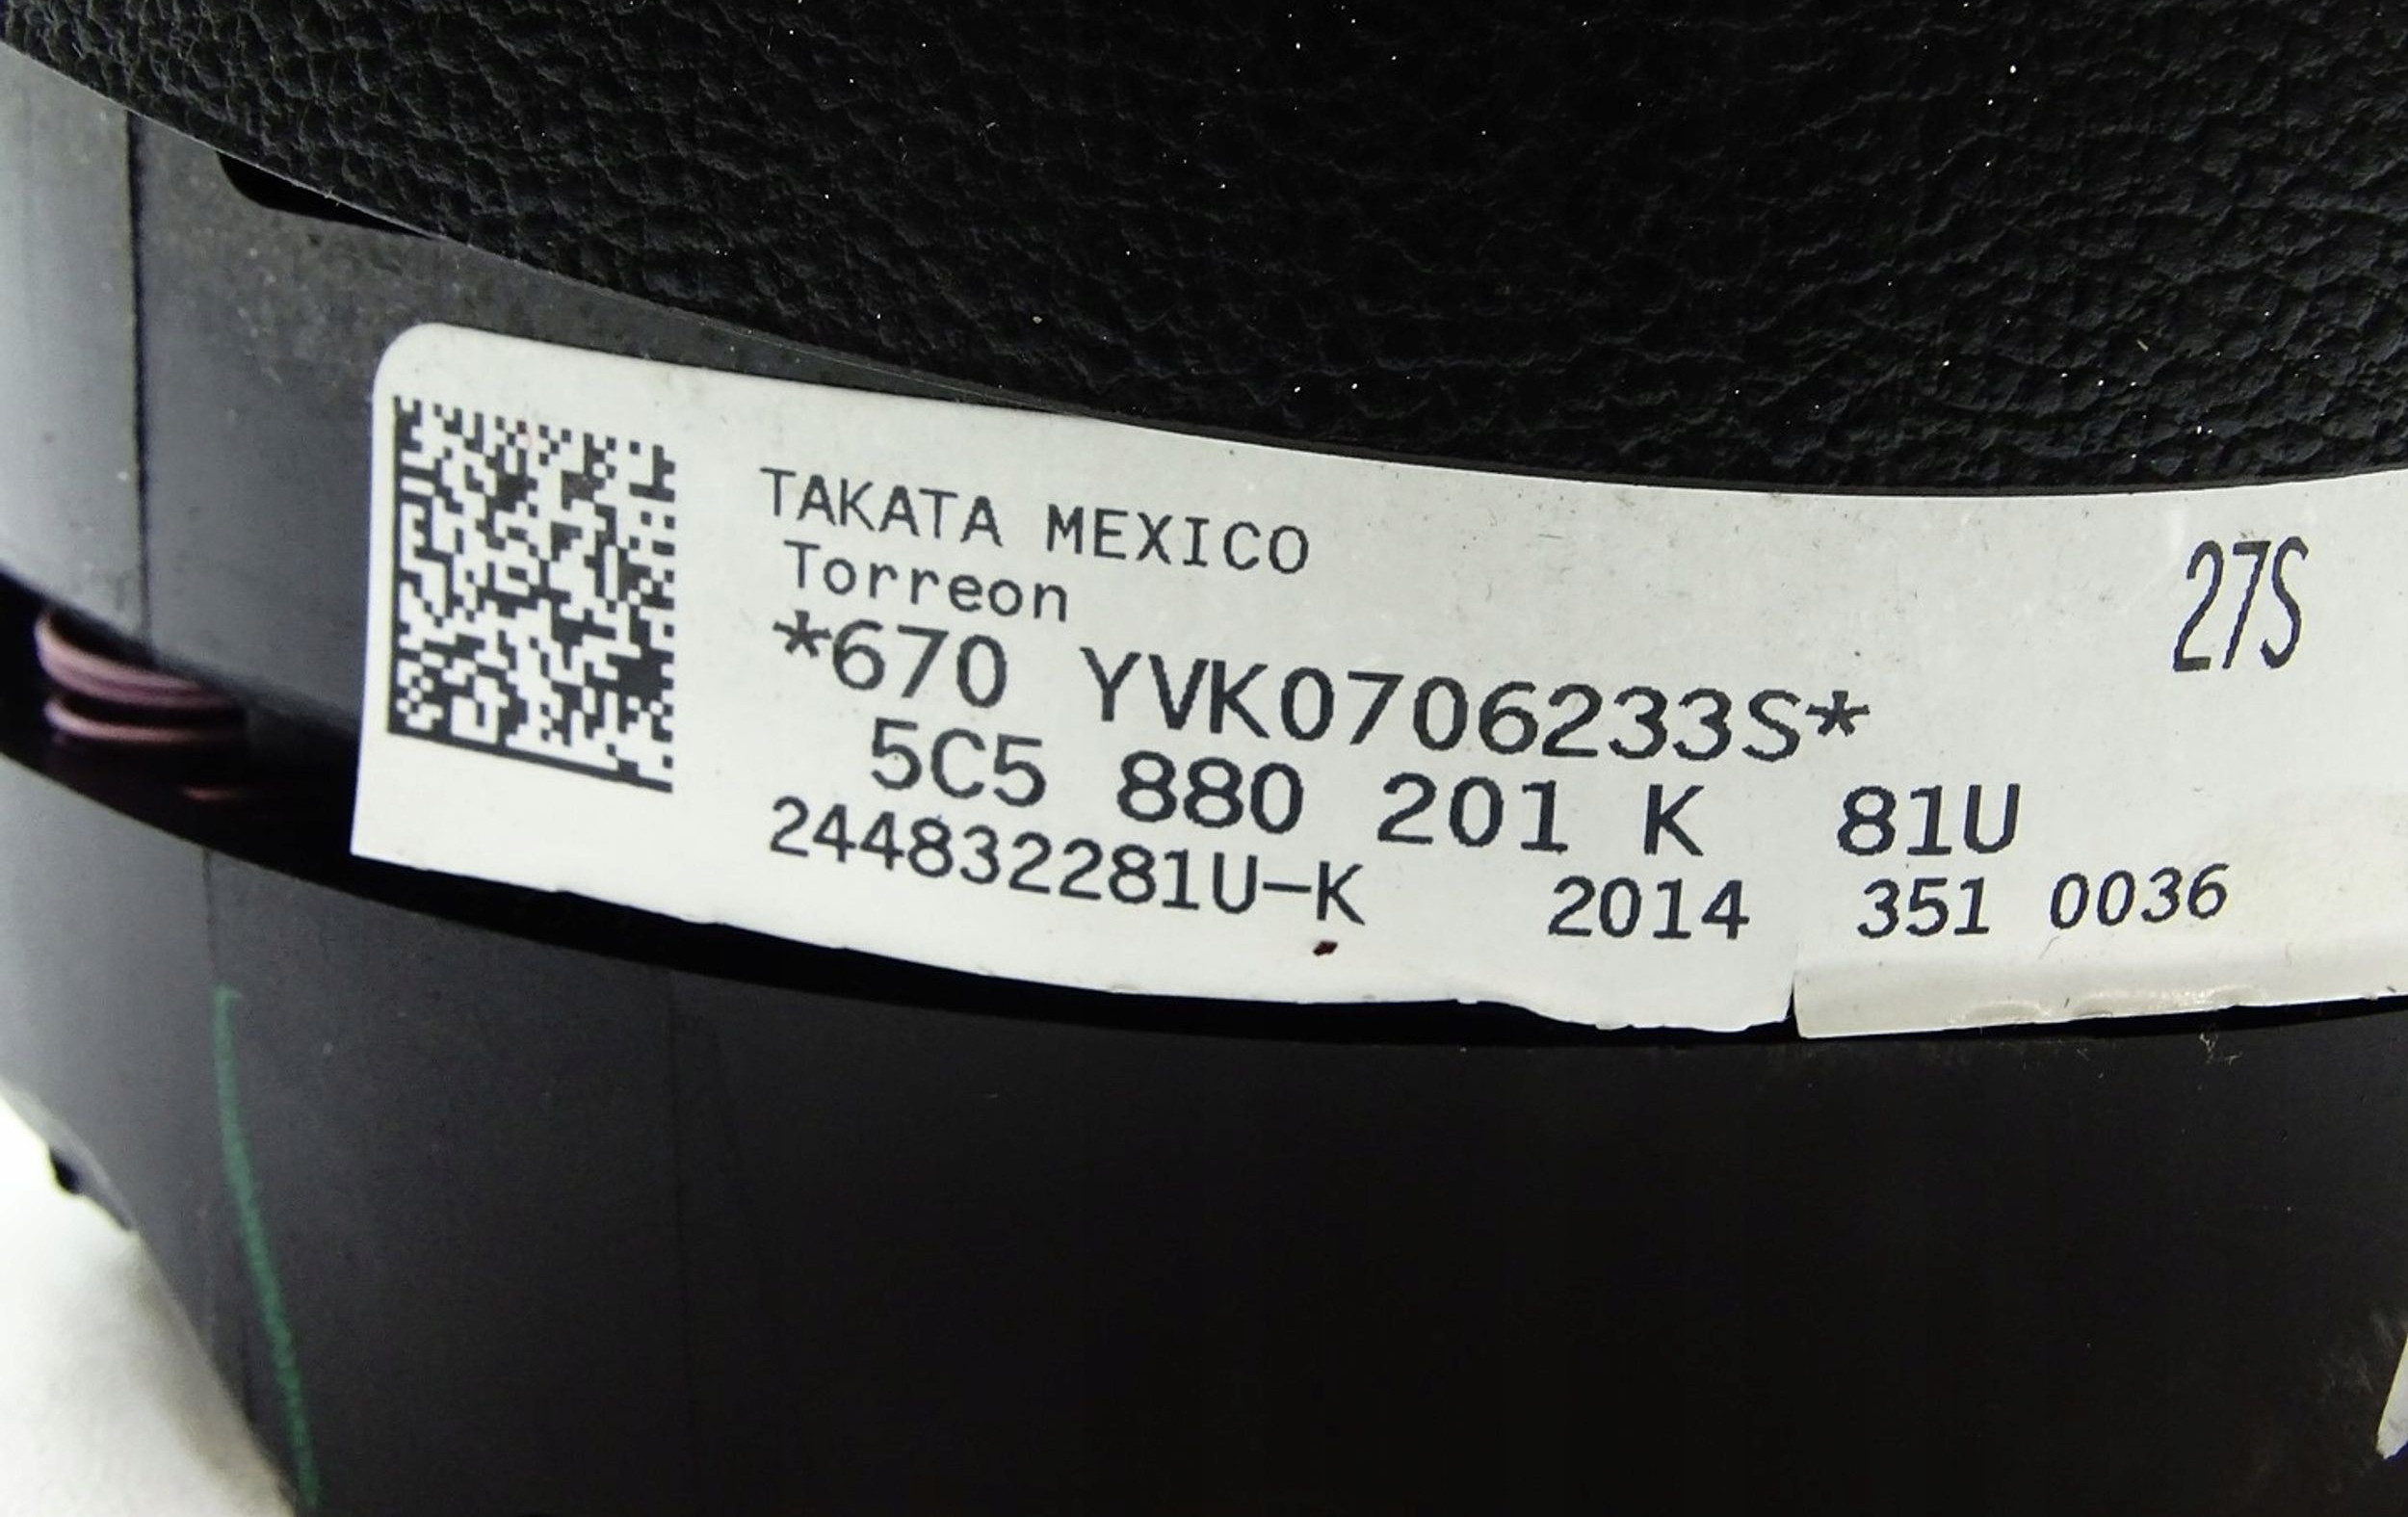 TAKATA MEXICO
Torreon
27S
*670 YVK0706233S*
5C5 880 201 K 81U
244832281U-K 2014 351 0036